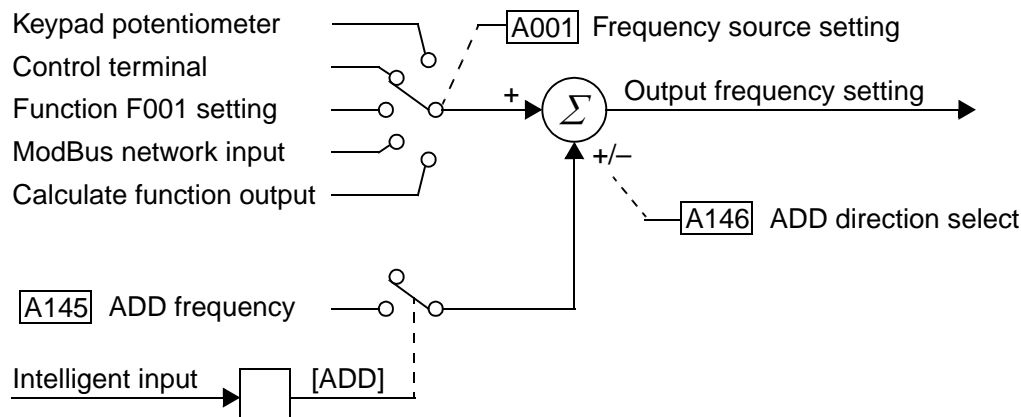 Keypad potentiometer
A001 Frequency source setting
Control terminal
Function F001 setting
+
Σ
Output frequency setting
ModBus network input
+/–
Calculate function output
A146 ADD direction select
A145 ADD frequency
Intelligent input
[ADD]